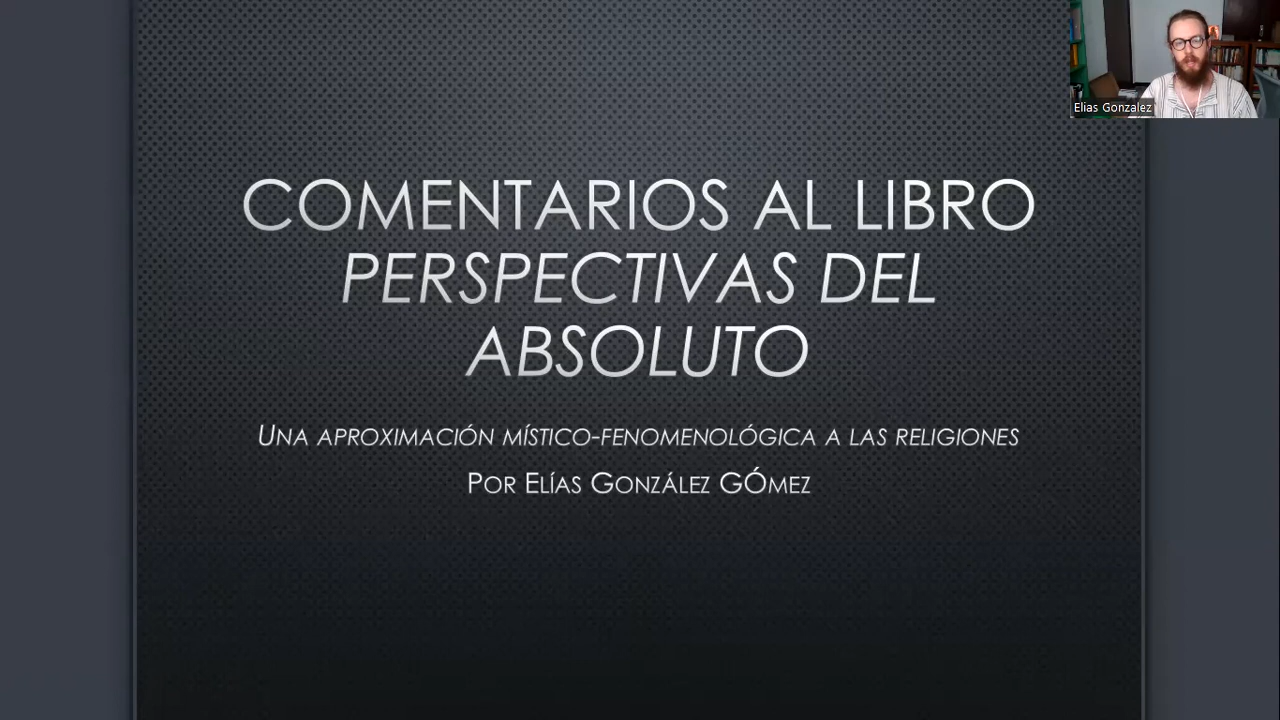 COMENTARIOS AL LIBRO
PERSPECTIVAS DEL
ABSOLUTO
UNA APROXIMACIÓN MÍSTICO-FENOMENOLÓGICA A LAS RELIGIONES
POR ELÍAS GONZÁLEZ GÓMEZ
Elias Gonzalez